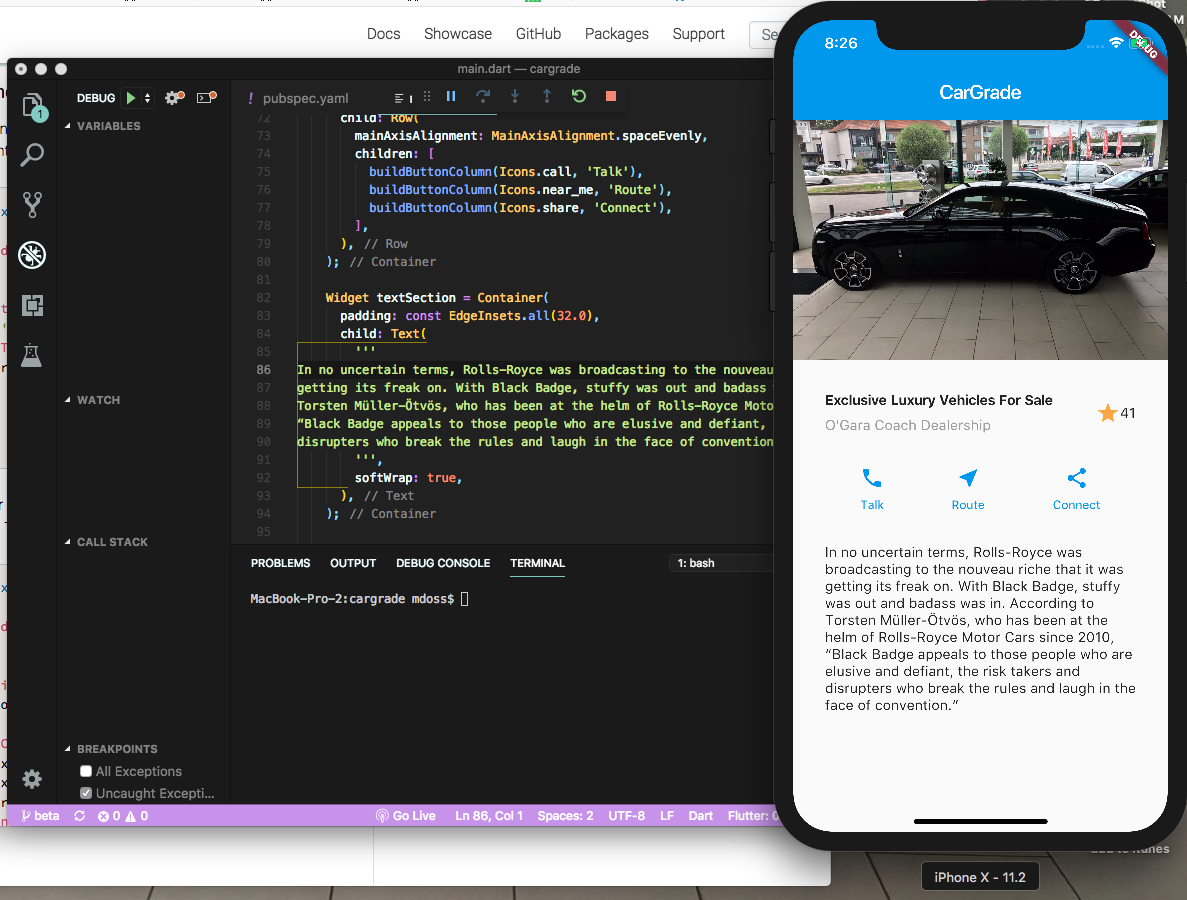 Docs Showcase GitHub Packages Support Se
main.dart — cargrade
DEBUG
! pubspec.yaml
1
VARIABLES
WATCH
CALL STACK
BREAKPOINTS
All Exceptions
Uncaught Excepti...
72 child: Row(
73 mainAxisAlignment: MainAxisAlignment.spaceEvenly,
74 children: [
75 buildButtonColumn(Icons.call, 'Talk'),
76 buildButtonColumn(Icons.near_me, 'Route'),
77 buildButtonColumn(Icons.share, 'Connect'),
78 ],
79 ), // Row
80 ); // Container
81
82 Widget textSection = Container(
83 padding: const EdgeInsets.all(32.0),
84 child: Text(
85 '''
86 In no uncertain terms, Rolls-Royce was broadcasting to the nouveau
87 getting its freak on. With Black Badge, stuffy was out and badass
88 Torsten Müller-Ötvös, who has been at the helm of Rolls-Royce Moto
89 “Black Badge appeals to those people who are elusive and defiant,
90 disrupters who break the rules and laugh in the face of convention
91 ''',
92 softWrap: true,
93 ), // Text
94 ); // Container
95
PROBLEMS OUTPUT DEBUG CONSOLE TERMINAL 1: bash
MacBook-Pro-2:cargrade mdoss$
beta 0 0 Go Live Ln 86, Col 1 Spaces: 2 UTF-8 LF Dart Flutter:
8:26
DEBUG
CarGrade
Exclusive Luxury Vehicles For Sale
O'Gara Coach Dealership
41
Talk Route Connect
In no uncertain terms, Rolls-Royce was
broadcasting to the nouveau riche that it was
getting its freak on. With Black Badge, stuffy
was out and badass was in. According to
Torsten Müller-Ötvös, who has been at the
helm of Rolls-Royce Motor Cars since 2010,
“Black Badge appeals to those people who are
elusive and defiant, the risk takers and
disrupters who break the rules and laugh in the
face of convention.”
iPhone X - 11.2